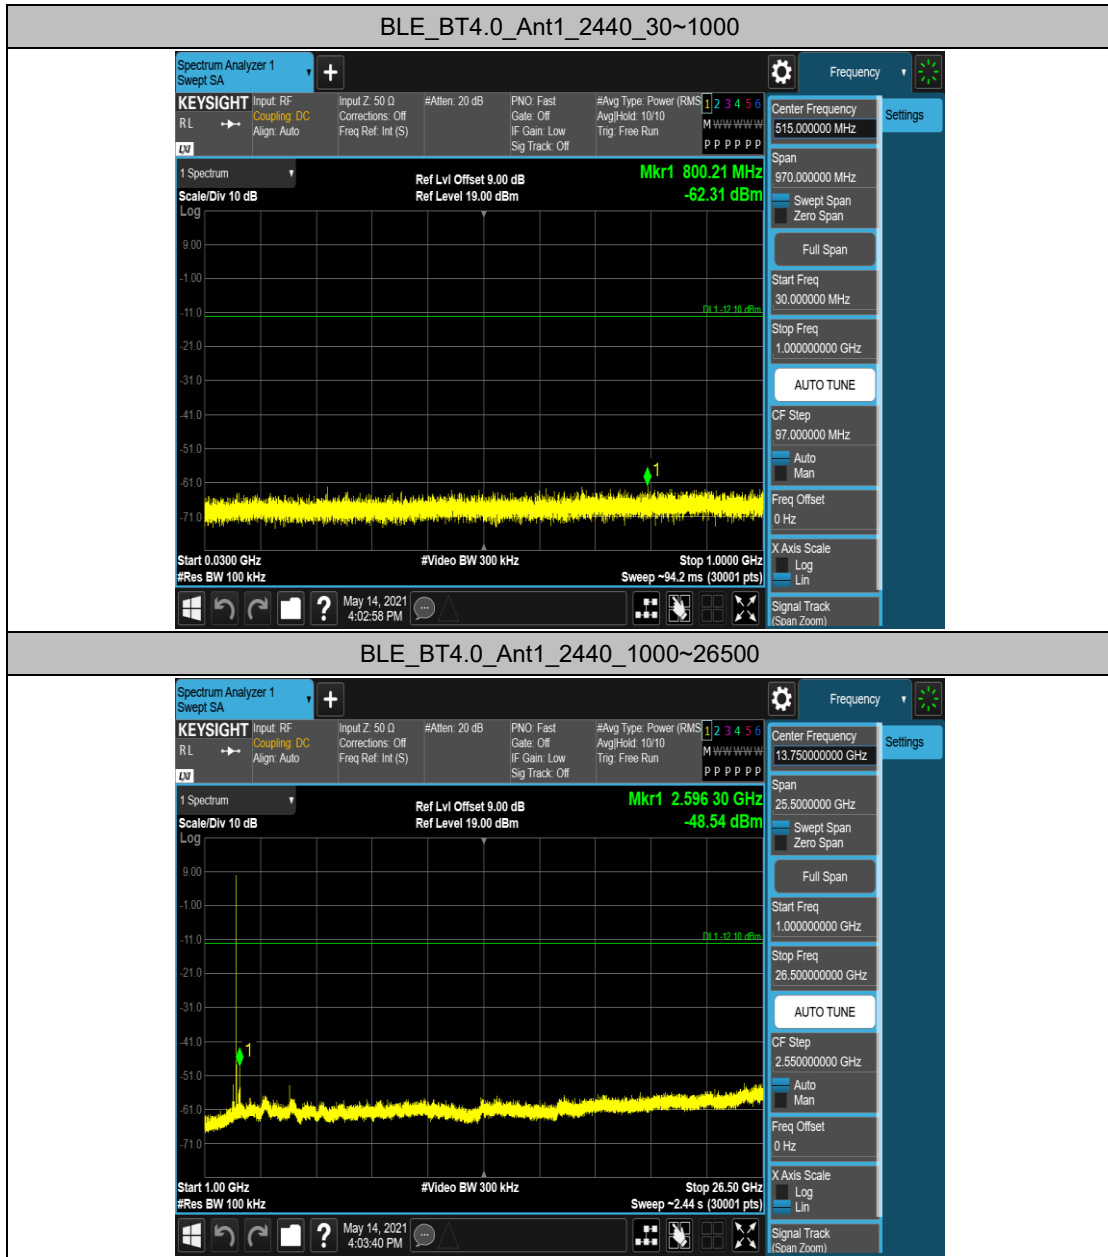 BLE_BT4.0_Ant1_2440_30~1000
Spectrum Analyzer 1
Swept SA
Frequency
KEYSIGHT
RL
LXI
Input: RF
Coupling: DC
Align: Auto
Input Z: 50 Ω
Corrections: Off
Freq Ref: Int (S)
#Atten: 20 dB
PNO: Fast
Gate: Off
IF Gain: Low
Sig Track: Off
#Avg Type: Power (RMS
Avg|Hold: 10/10
Trig: Free Run
1 2 3 4 5 6
M W W W W W
P P P P P P
Settings
1 Spectrum
Scale/Div 10 dB
Ref Lvl Offset 9.00 dB
Ref Level 19.00 dBm
Mkr1 800.21 MHz
-62.31 dBm
Log
9.00
-1.00
-11.0
-21.0
-31.0
-41.0
-51.0
-61.0
-71.0
DL1 -12.10 dBm
1
Start 0.0300 GHz
#Res BW 100 kHz
#Video BW 300 kHz
Stop 1.0000 GHz
Sweep ~94.2 ms (30001 pts)
Center Frequency
515.000000 MHz
Span
970.000000 MHz
Swept Span
Zero Span
Full Span
Start Freq
30.000000 MHz
Stop Freq
1.000000000 GHz
AUTO TUNE
CF Step
97.000000 MHz
Auto
Man
Freq Offset
0 Hz
X Axis Scale
Log
Lin
Signal Track
(Span Zoom)
?
May 14, 2021
4:02:58 PM
BLE_BT4.0_Ant1_2440_1000~26500
Spectrum Analyzer 1
Swept SA
Frequency
KEYSIGHT
RL
LXI
Input: RF
Coupling: DC
Align: Auto
Input Z: 50 Ω
Corrections: Off
Freq Ref: Int (S)
#Atten: 20 dB
PNO: Fast
Gate: Off
IF Gain: Low
Sig Track: Off
#Avg Type: Power (RMS
Avg|Hold: 10/10
Trig: Free Run
1 2 3 4 5 6
M W W W W W
P P P P P P
Settings
1 Spectrum
Scale/Div 10 dB
Ref Lvl Offset 9.00 dB
Ref Level 19.00 dBm
Mkr1 2.596 30 GHz
-48.54 dBm
Log
9.00
-1.00
-11.0
-21.0
-31.0
-41.0
-51.0
-61.0
-71.0
DL1 -12.10 dBm
1
Start 1.00 GHz
#Res BW 100 kHz
#Video BW 300 kHz
Stop 26.50 GHz
Sweep ~2.44 s (30001 pts)
Center Frequency
13.750000000 GHz
Span
25.5000000 GHz
Swept Span
Zero Span
Full Span
Start Freq
1.000000000 GHz
Stop Freq
26.500000000 GHz
AUTO TUNE
CF Step
2.550000000 GHz
Auto
Man
Freq Offset
0 Hz
X Axis Scale
Log
Lin
Signal Track
(Span Zoom)
?
May 14, 2021
4:03:40 PM